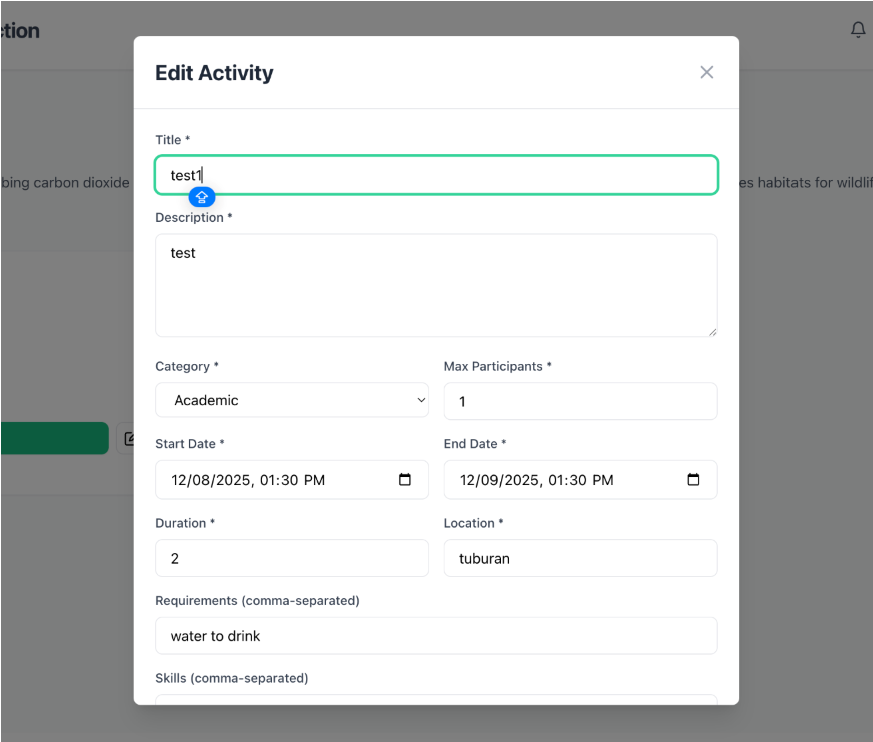 ction
Edit Activity
Title *
test1
bing carbon dioxide
es habitats for wildlif
Description *
test
Category *
Max Participants *
Academic
1
Start Date *
End Date *
12/08/2025, 01:30 PM
12/09/2025, 01:30 PM
Duration *
Location *
2
tuburan
Requirements (comma-separated)
water to drink
Skills (comma-separated)